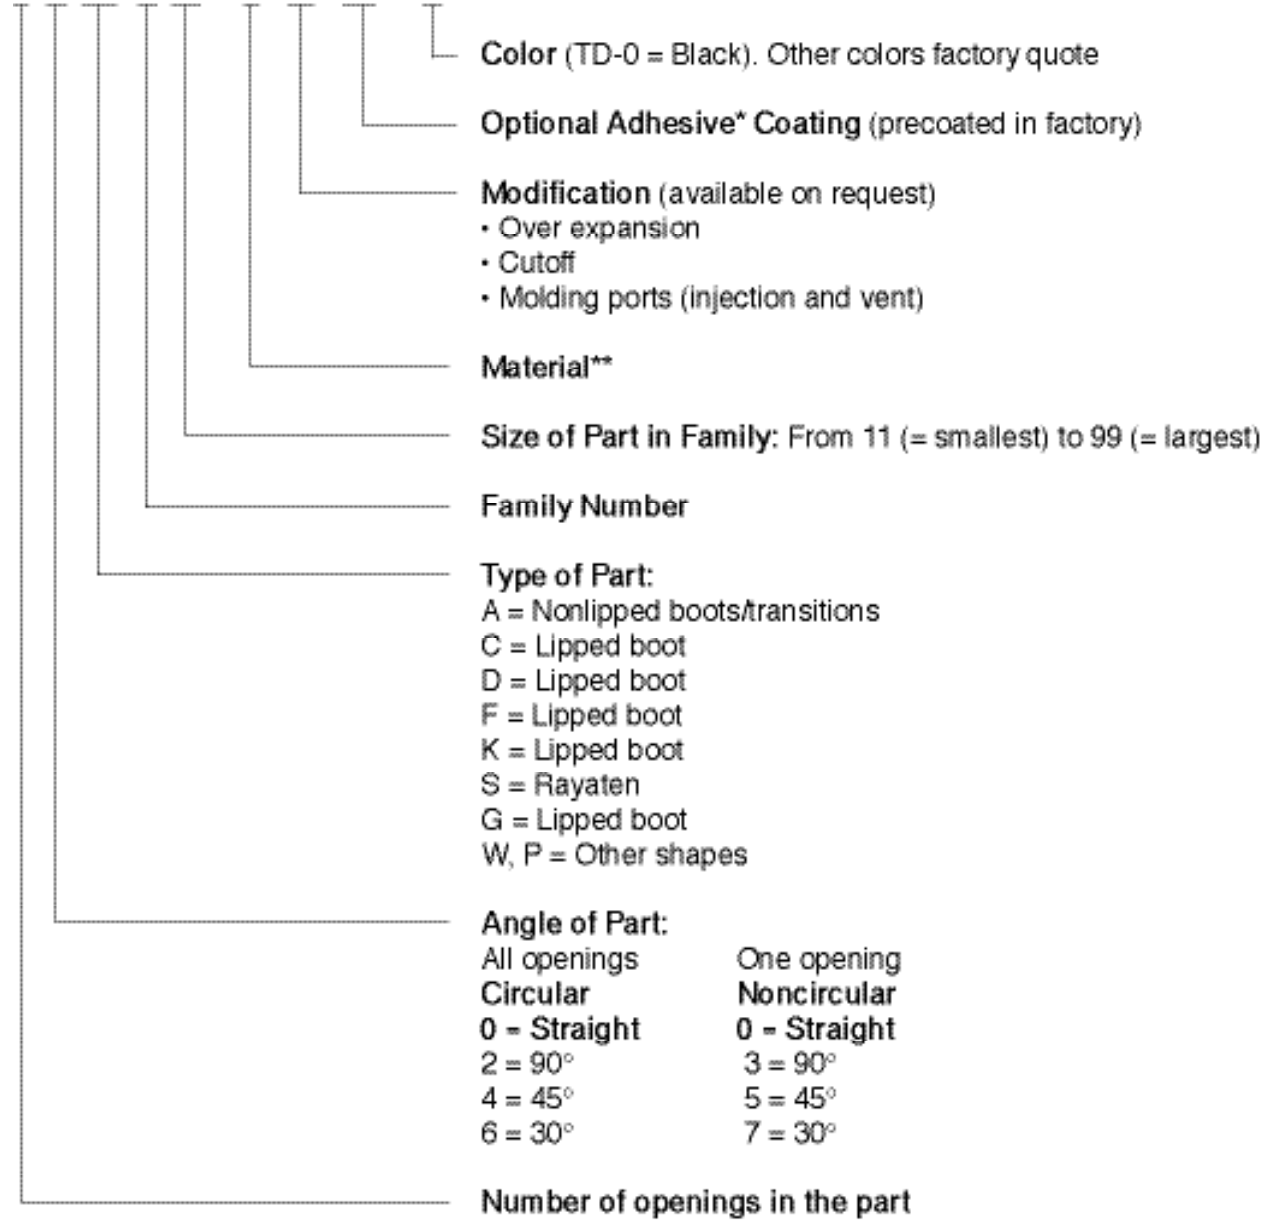 Color (TD-0 = Black). Other colors factory quote
Optional Adhesive* Coating (precoated in factory)
Modification (available on request)
• Over expansion
• Cutoff
• Molding ports (injection and vent)
Material**
Size of Part in Family: From 11 (= smallest) to 99 (= largest)
Family Number
Type of Part:
A = Nonlipped boots/transitions
C = Lipped boot
D = Lipped boot
F = Lipped boot
K = Lipped boot
S = Rayaten
G = Lipped boot
W, P = Other shapes
Angle of Part:
All openings One opening
Circular Noncircular
0 - Straight 0 - Straight
2 = 90° 3 = 90°
4 = 45° 5 = 45°
6 = 30° 7 = 30°
Number of openings in the part